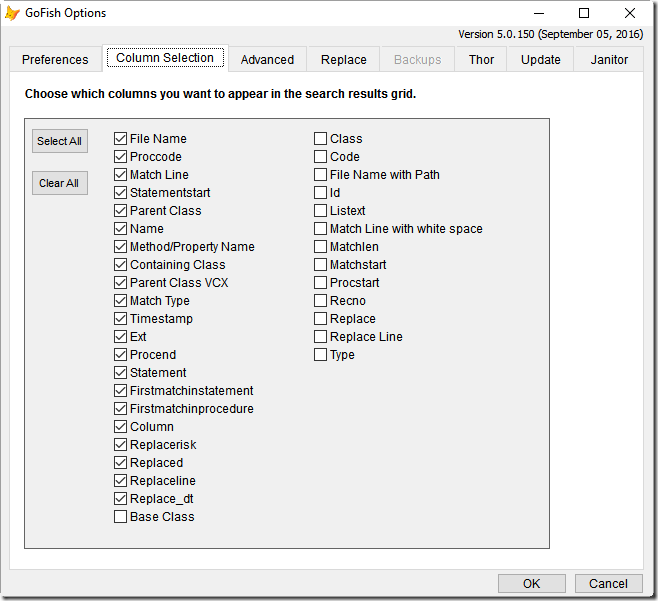 GoFish Options
Version 5.0.150 (September 05, 2016)
Preferences Column Selection Advanced Replace Backups Thor Update Janitor
Choose which columns you want to appear in the search results grid.
Select All
Clear All
File Name
Proccode
Match Line
Statementstart
Parent Class
Name
Method/Property Name
Containing Class
Parent Class VCX
Match Type
Timestamp
Ext
Procend
Statement
Firstmatchinstatement
Firstmatchinprocedure
Column
Replacerisk
Replaced
Replaceline
Replace_dt
Base Class
Class
Code
File Name with Path
Id
Listext
Match Line with white space
Matchlen
Matchstart
Procstart
Recno
Replace
Replace Line
Type
OK Cancel